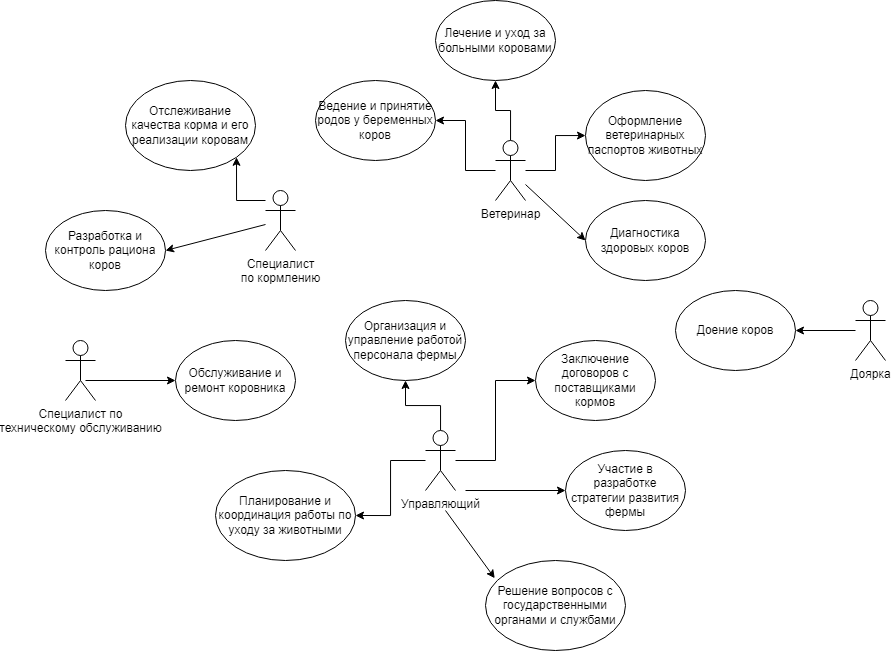 Лечение и уход за
больными коровами
Ведение и принятие
родов у беременных
коров
Оформление
ветеринарных
паспортов животных
Ветеринар
Диагностика
здоровых коров
Отслеживание
качества корма и его
реализации коровам
Разработка и
контроль рациона
коров
Специалист
по кормлению
Организация и
управление работой
персонала фермы
Доение коров
Доярка
Обслуживание и
ремонт коровника
Специалист по
техническому обслуживанию
Заключение
договоров с
поставщиками
кормов
Управляющий
Участие в
разработке
стратегии развития
фермы
Планирование и
координация работы по
уходу за животными
Решение вопросов с
государственными
органами и службами